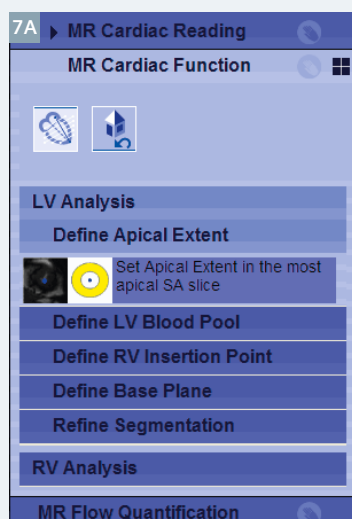 7A
MR Cardiac Reading
MR Cardiac Function
LV Analysis
Define Apical Extent
Set Apical Extent in the most
apical SA slice
Define LV Blood Pool
Define RV Insertion Point
Define Base Plane
Refine Segmentation
RV Analysis
MR Flow Quantification